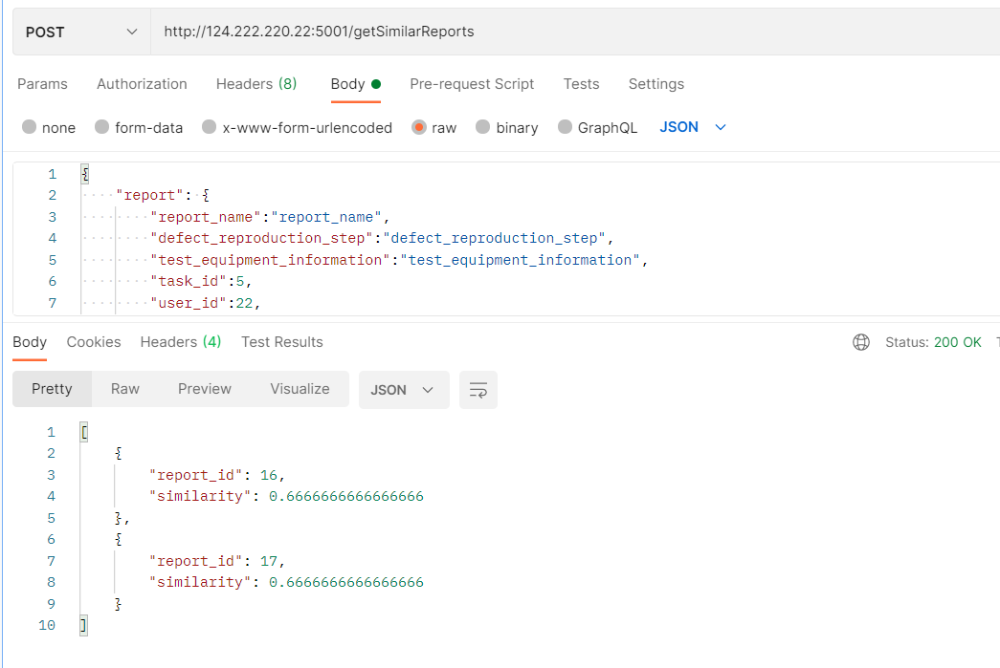 POST http://124.222.220.22:5001/getSimilarReports
Params Authorization Headers (8) Body Pre-request Script Tests Settings
none form-data x-www-form-urlencoded raw binary GraphQL JSON
1 {
2 "report": {
3 "report_name":"report_name",
4 "defect_reproduction_step":"defect_reproduction_step",
5 "test_equipment_information":"test_equipment_information",
6 "task_id":5,
7 "user_id":22,
Body Cookies Headers (4) Test Results Status: 200 OK
Pretty Raw Preview Visualize JSON
1 [
2 {
3 "report_id": 16,
4 "similarity": 0.6666666666666666
5 },
6 {
7 "report_id": 17,
8 "similarity": 0.6666666666666666
9 }
10 ]